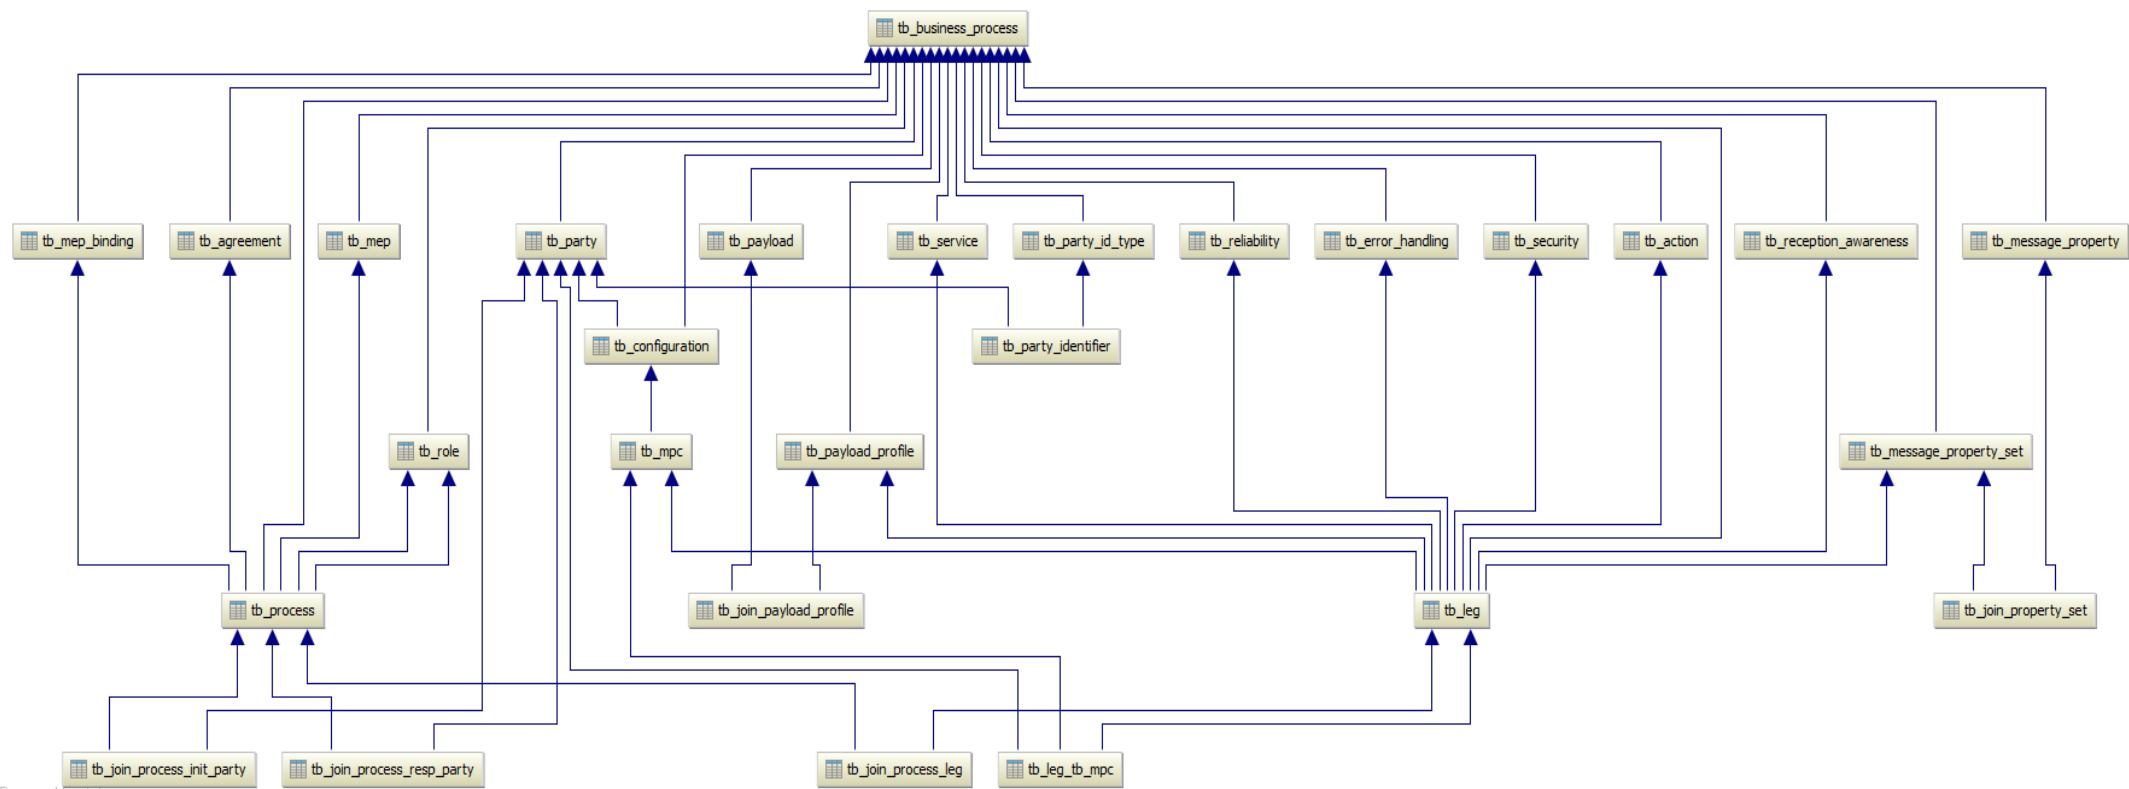 tb_business_process
tb_mep_binding
tb_agreement
tb_mep
tb_party
tb_payload
tb_service
tb_party_id_type
tb_reliability
tb_error_handling
tb_security
tb_action
tb_reception_awareness
tb_message_property
tb_configuration
tb_party_identifier
tb_role
tb_mpc
tb_payload_profile
tb_message_property_set
tb_process
tb_join_payload_profile
tb_leg
tb_join_property_set
tb_join_process_init_party
tb_join_process_resp_party
tb_join_process_leg
tb_leg_tb_mpc